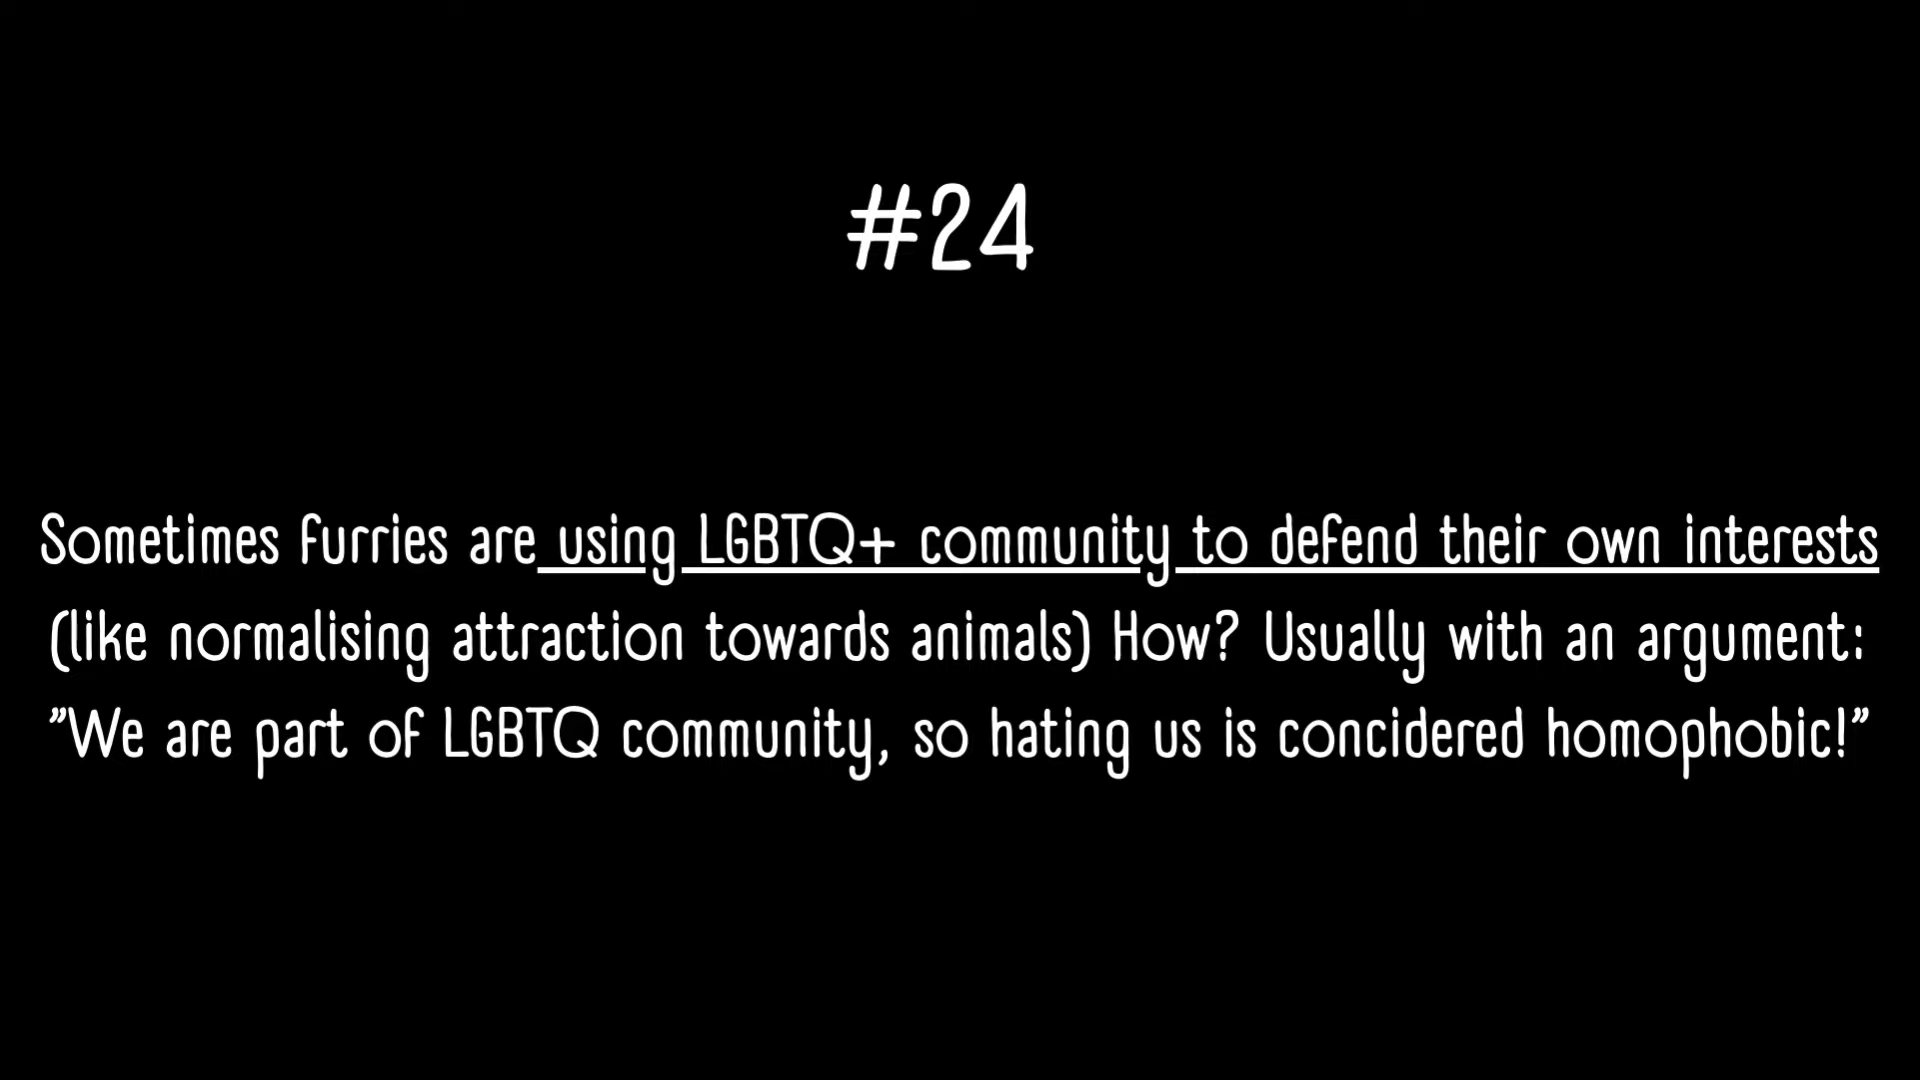 #24
Sometimes furries are using LGBTQ+ community to defend their own interests
(like normalising attraction towards animals) How? Usually with an argument:
"We are part of LGBTQ community, so hating us is concidered homophobic!"